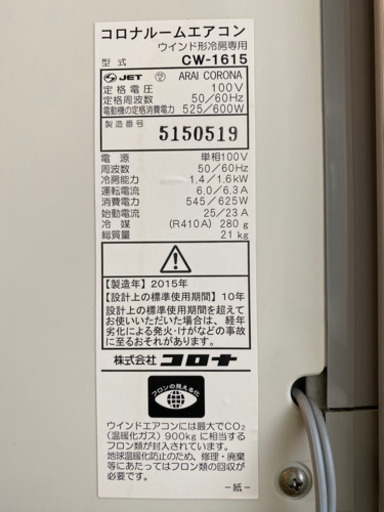 コロナルームエアコン
ウインド形冷房専用
型式 CW-1615
JET ARAI CORONA
定格電圧 100V
定格周波数 50/60Hz
電動機の定格消費電力 525/600W
製造番号 5150519
電源 単相100V
周波数 50/60Hz
冷房能力 1.4/1.6kW
運転電流 6.0/6.3A
消費電力 545/625W
始動電流 25/23A
冷媒 (R410A) 280g
総質量 21kg
【製造年】2015年
【設計上の標準使用期間】10年
設計上の標準使用期間を超えて
お使いいただいた場合は、経年
劣化による発火・けがなどの事故
に至るおそれがあります。
株式会社コロナ
フロンの見える化
ウインドエアコンには最大でCO₂
(温暖化ガス)900kgに相当する
フロン類が封入されています。
地球温暖化防止のため、修理・廃棄
等にあたってはフロン類の回収が
必要です。
-紙-